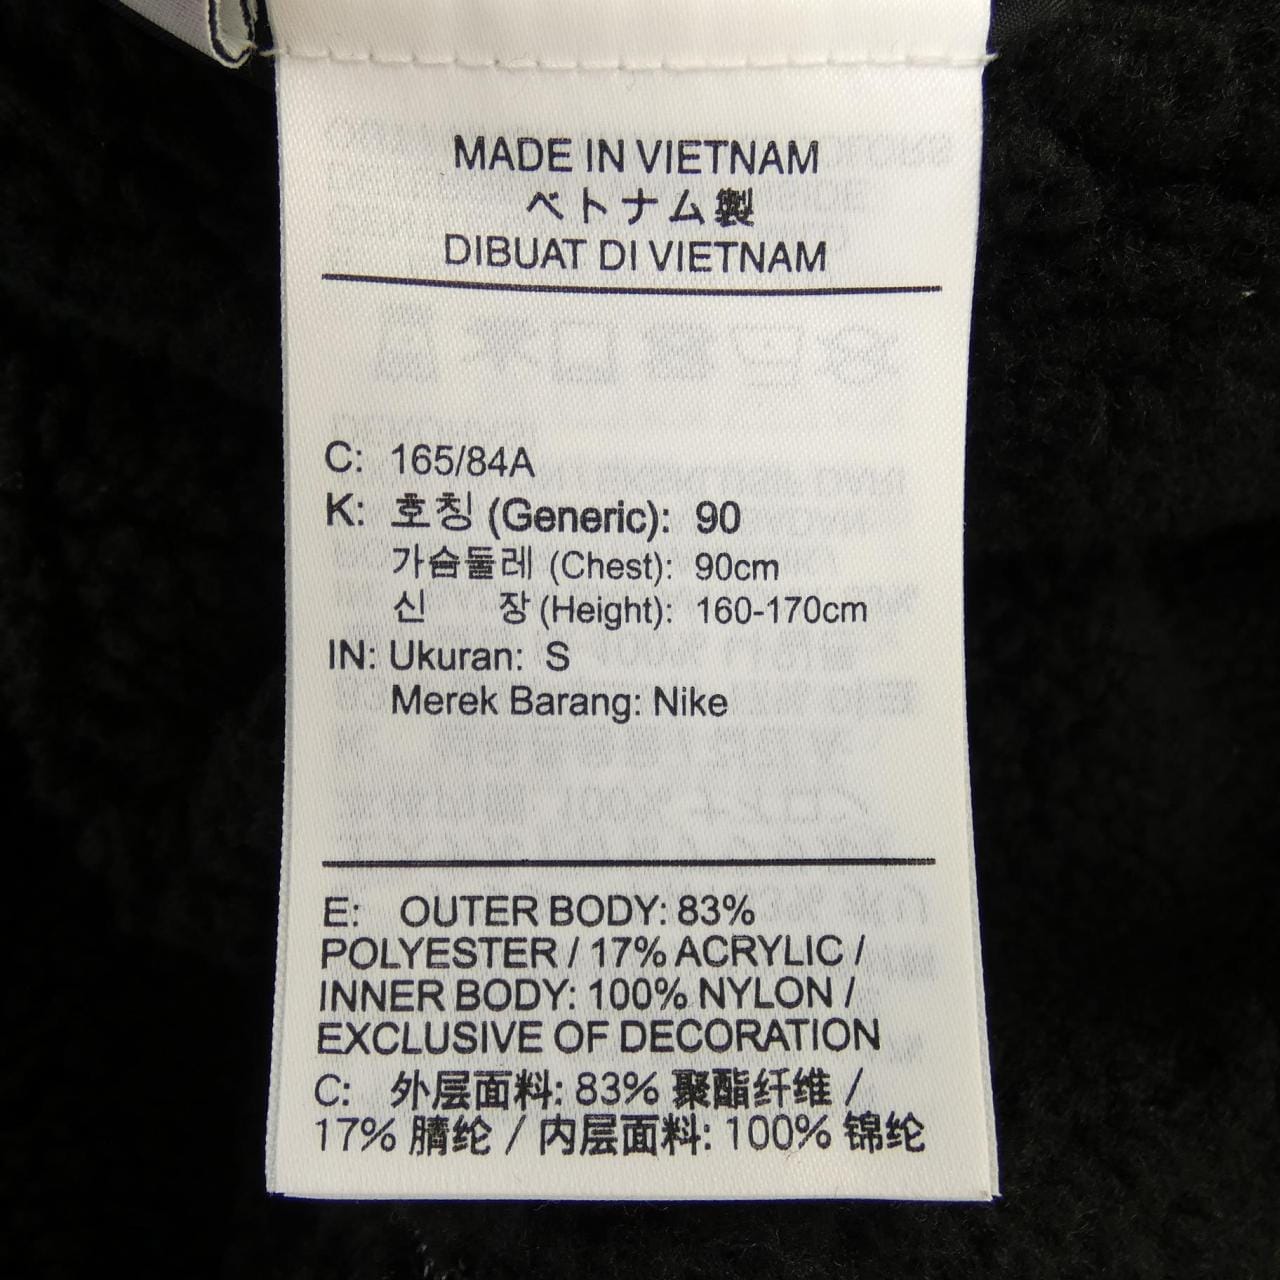 MADE IN VIETNAM
ベトナム製
DIBUAT DI VIETNAM
C: 165/84A
K: 호칭 (Generic): 90
가슴둘레 (Chest): 90cm
신 장 (Height): 160-170cm
IN: Ukuran: S
Merek Barang: Nike
E: OUTER BODY: 83%
POLYESTER / 17% ACRYLIC /
INNER BODY: 100% NYLON /
EXCLUSIVE OF DECORATION
C: 外层面料: 83% 聚酯纤维 /
17% 腈纶 / 内层面料: 100% 锦纶